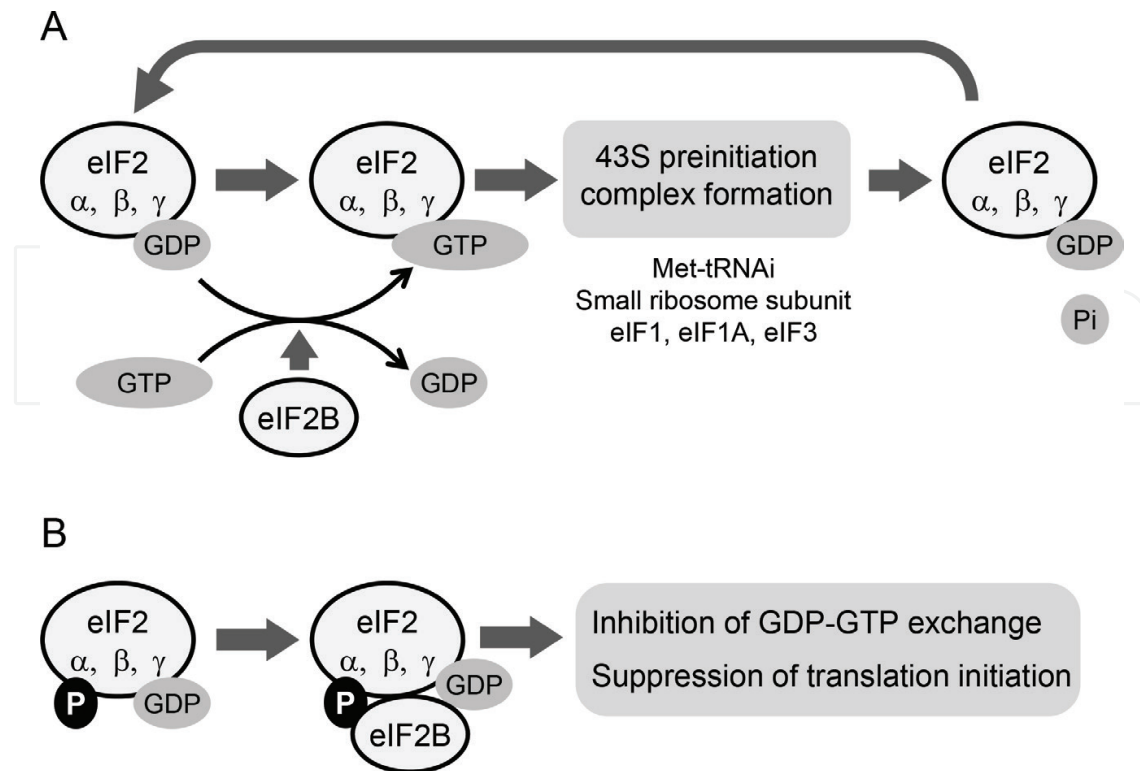 A
eIF2
α, β, γ
GDP
eIF2
α, β, γ
GTP
43S preinitiation
complex formation
eIF2
α, β, γ
GDP
Met-tRNAi
Small ribosome subunit
eIF1, eIF1A, eIF3
Pi
GTP
eIF2B
GDP
B
eIF2
α, β, γ
P
GDP
eIF2
α, β, γ
GDP
P
eIF2B
Inhibition of GDP-GTP exchange
Suppression of translation initiation